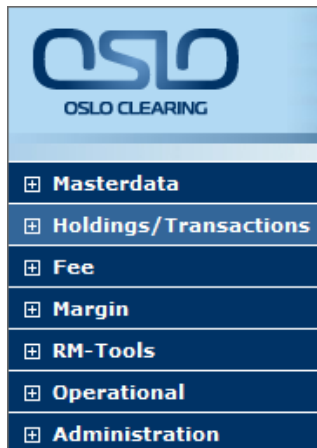 OSLO
OSLO CLEARING
Masterdata
Holdings/Transactions
Fee
Margin
RM-Tools
Operational
Administration